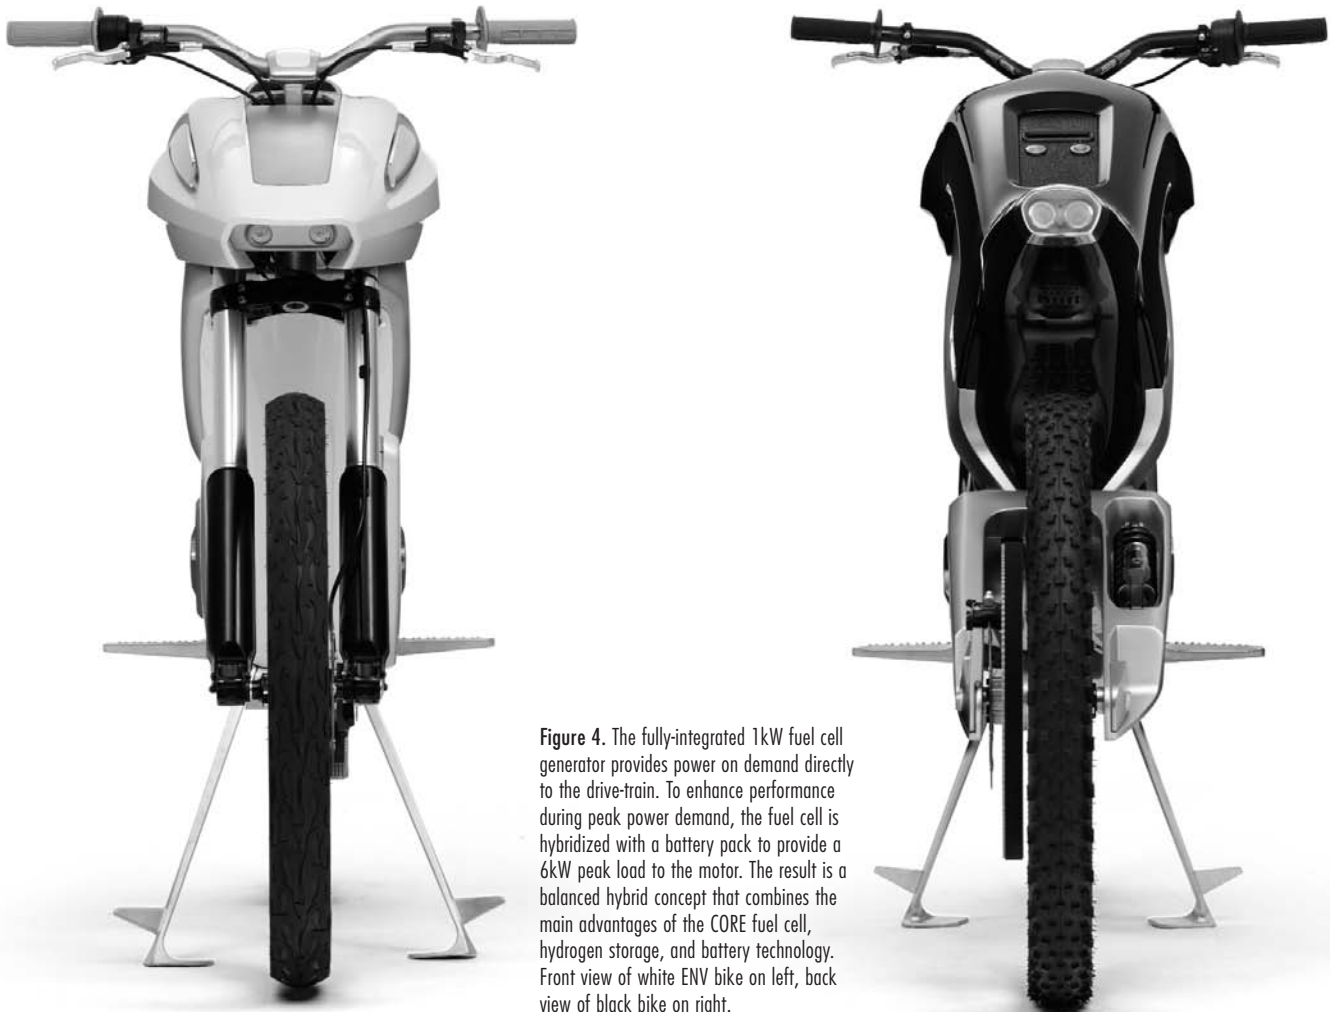 Figure 4. The fully-integrated 1kW fuel cell
generator provides power on demand directly
to the drive-train. To enhance performance
during peak power demand, the fuel cell is
hybridized with a battery pack to provide a
6kW peak load to the motor. The result is a
balanced hybrid concept that combines the
main advantages of the CORE fuel cell,
hydrogen storage, and battery technology.
Front view of white ENV bike on left, back
view of black bike on right.